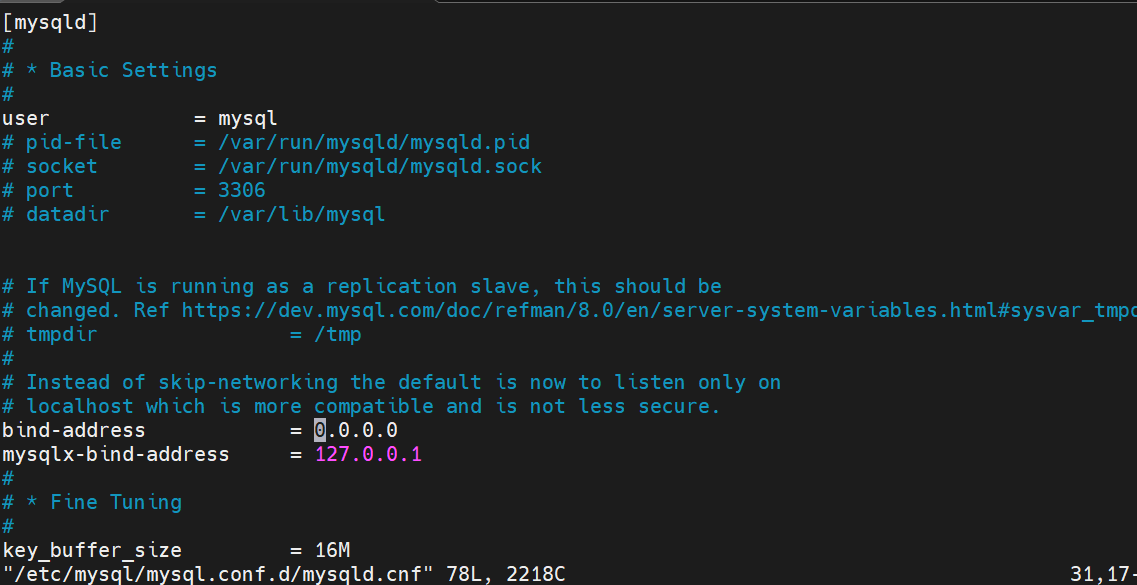 [mysqld]
#
# * Basic Settings
#
user            = mysql
# pid-file      = /var/run/mysqld/mysqld.pid
# socket        = /var/run/mysqld/mysqld.sock
# port          = 3306
# datadir       = /var/lib/mysql
# If MySQL is running as a replication slave, this should be
# changed. Ref https://dev.mysql.com/doc/refman/8.0/en/server-system-variables.html#sysvar_tmpd
# tmpdir                = /tmp
#
# Instead of skip-networking the default is now to listen only on
# localhost which is more compatible and is not less secure.
bind-address            = 0.0.0.0
mysqlx-bind-address     = 127.0.0.1
#
# * Fine Tuning
#
key_buffer_size         = 16M
"/etc/mysql/mysql.conf.d/mysqld.cnf" 78L, 2218C                                          31,17-